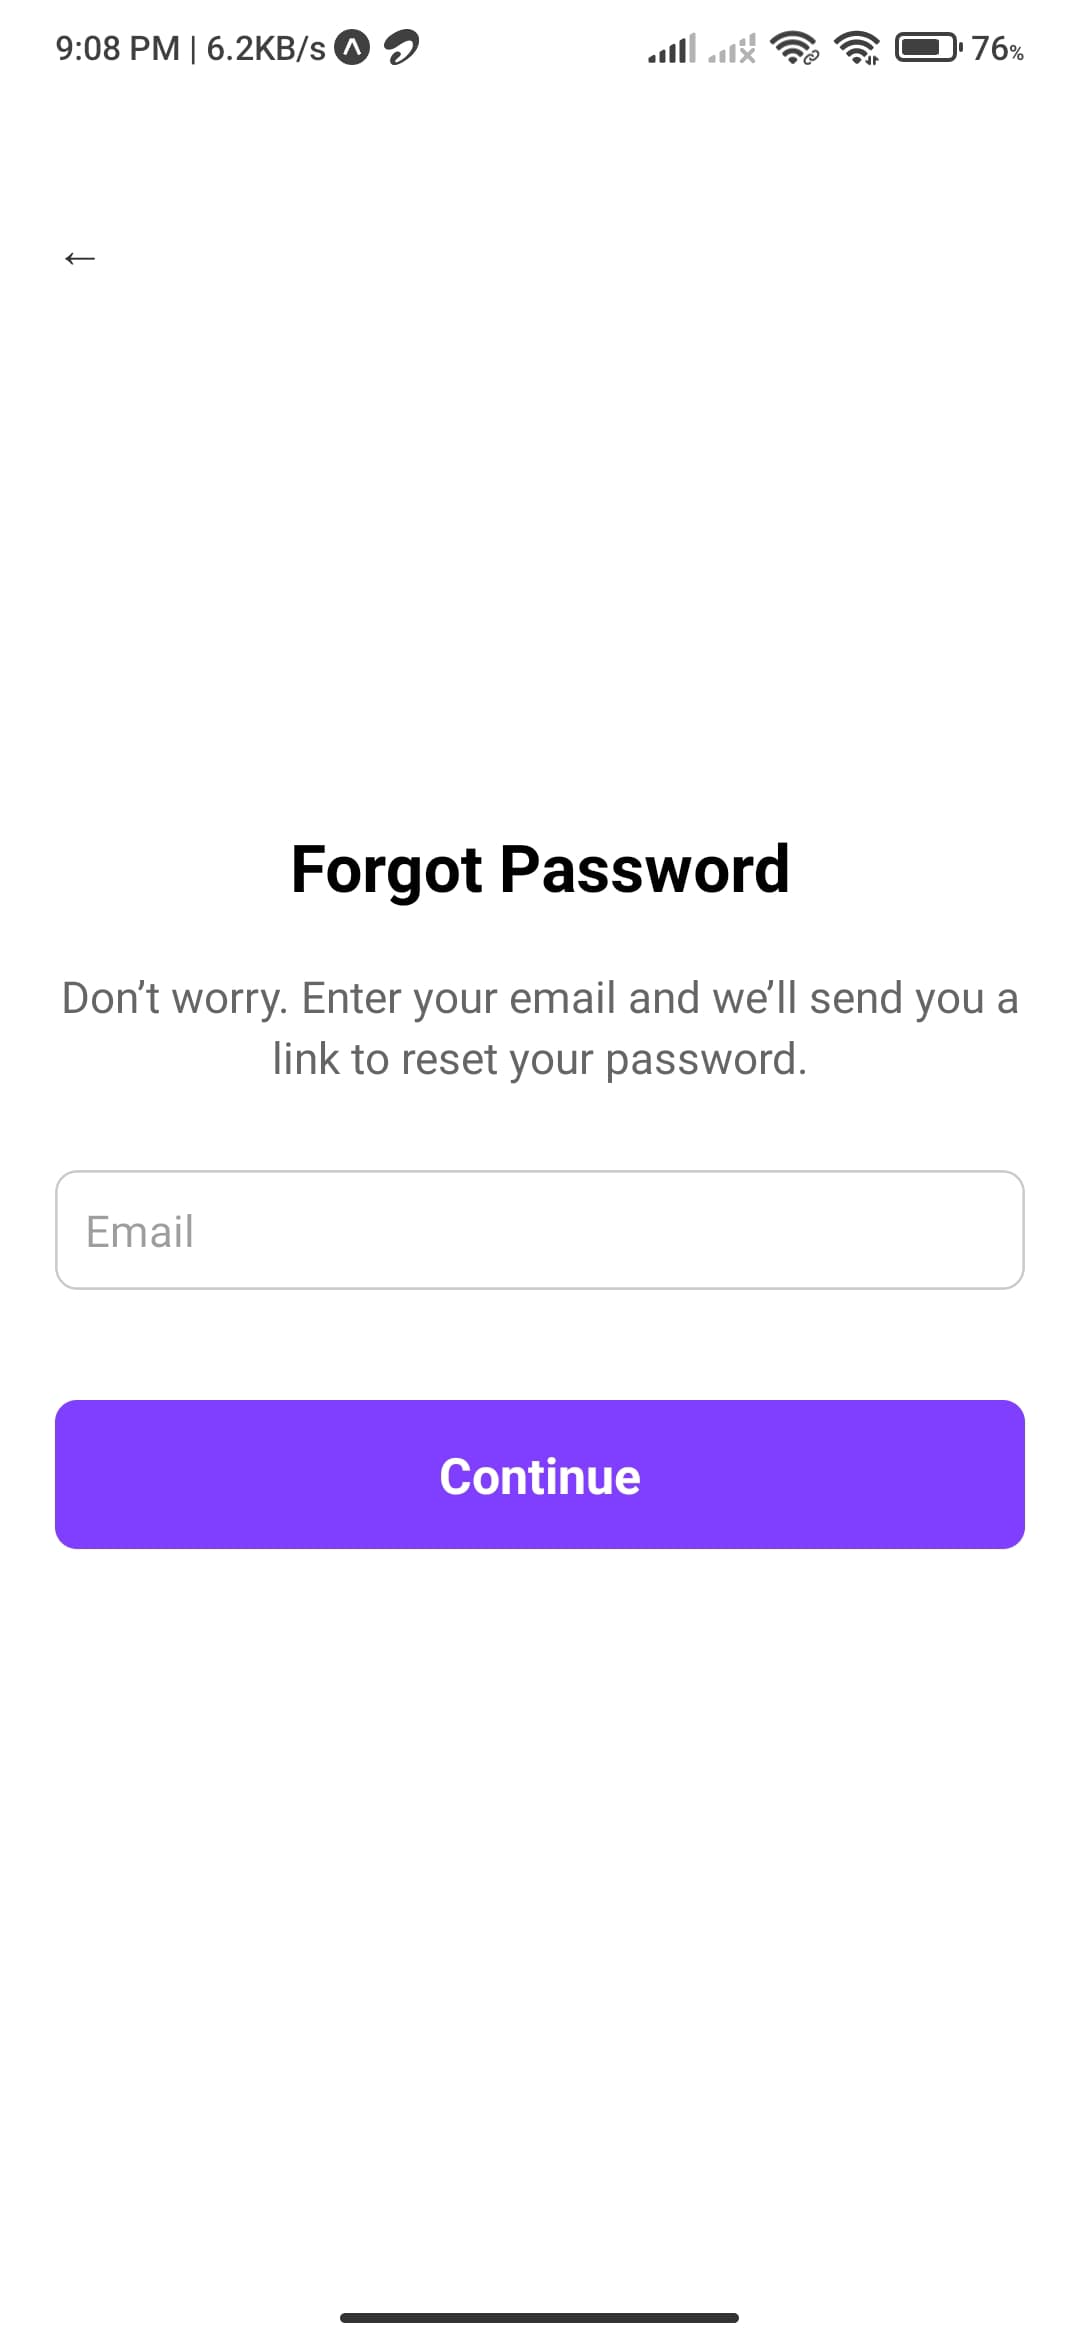 9:08 PM | 6.2KB/s 76%
←
Forgot Password
Don’t worry. Enter your email and we’ll send you a
link to reset your password.
Email
Continue